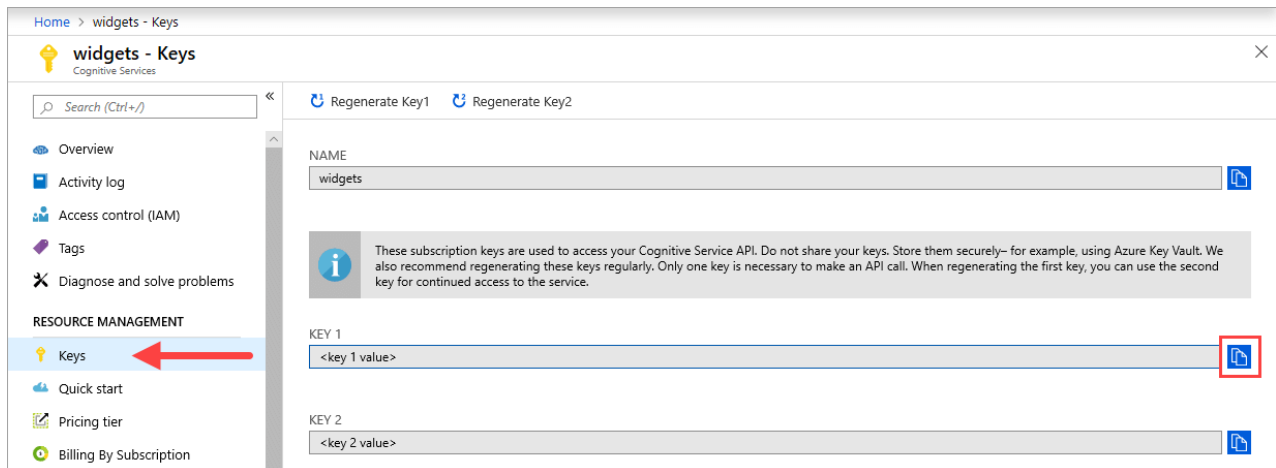 Home > widgets - Keys
widgets - Keys
Cognitive Services
Search (Ctrl+/)
«
Overview
Activity log
Access control (IAM)
Tags
Diagnose and solve problems
RESOURCE MANAGEMENT
Keys
Quick start
Pricing tier
Billing By Subscription
Regenerate Key1 Regenerate Key2
NAME
widgets
These subscription keys are used to access your Cognitive Service API. Do not share your keys. Store them securely– for example, using Azure Key Vault. We
also recommend regenerating these keys regularly. Only one key is necessary to make an API call. When regenerating the first key, you can use the second
key for continued access to the service.
KEY 1
<key 1 value>
KEY 2
<key 2 value>